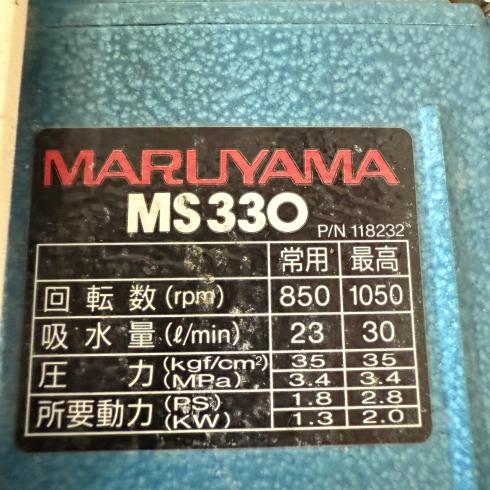 MARUYAMA
MS330
P/N 118232
常用 最高
回転数(rpm) 850 1050
吸水量(ℓ/min) 23 30
圧力(kgf/cm²) 35 35
(MPa) 3.4 3.4
所要動力(PS) 1.8 2.8
(KW) 1.3 2.0